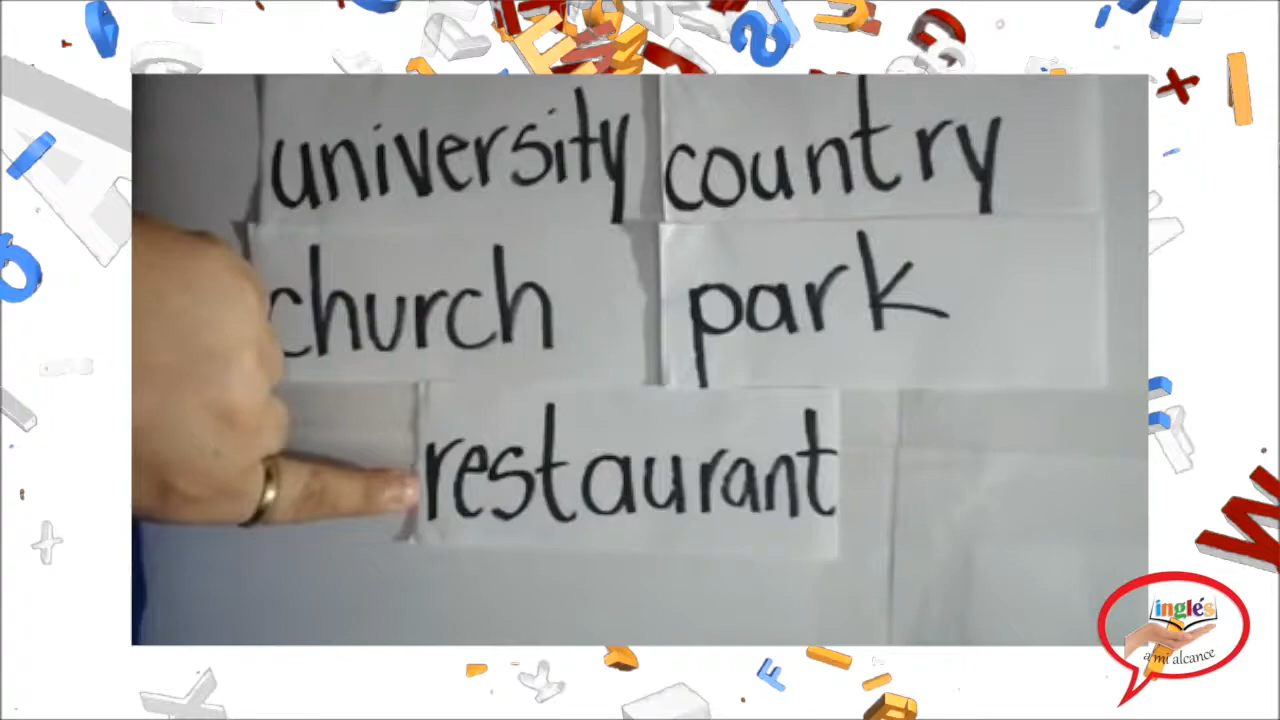 university country
church park
restaurant
inglés
a mi alcance